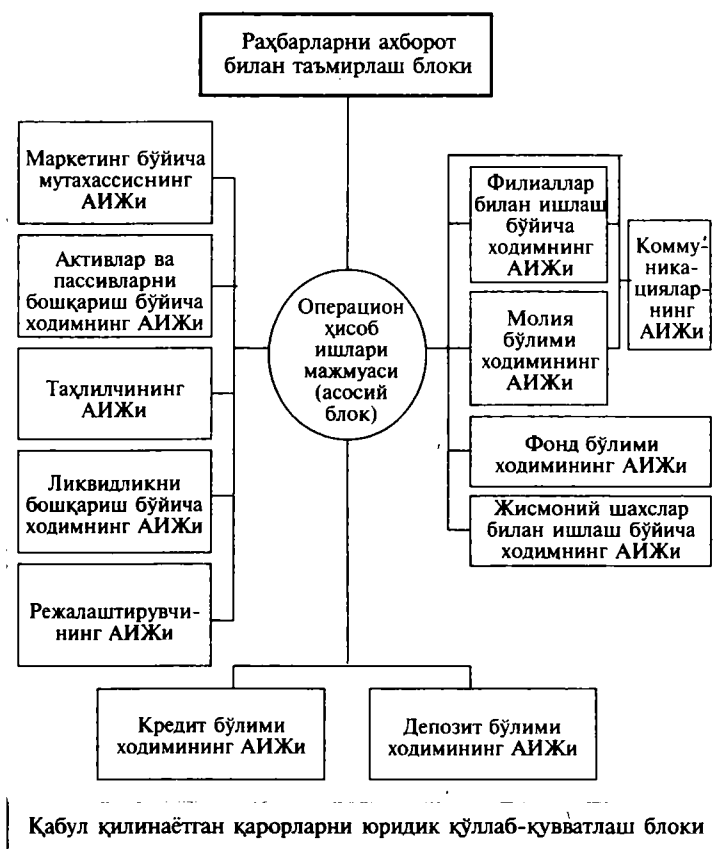 Раҳбарларни ахборот
билан таъмирлаш блоки
Маркетинг бўйича
мутахассиснинг
АИЖи
Активлар ва
пассивларни
бошқариш бўйича
ходимнинг АИЖи
Таҳлилчининг
АИЖи
Ликвидликни
бошқариш бўйича
ходимнинг АИЖи
Режалаштирувчи-
нинг АИЖи
Операцион
ҳисоб
ишлари
мажмуаси
(асосий
блок)
Филиаллар
билан ишлаш
бўйича
ходимнинг
АИЖи
Комму-
ника-
цияляр-
нинг
АИЖи
Молия
бўлими
ходимининг
АИЖи
Фонд бўлими
ходимининг АИЖи
Жисмоний шахслар
билан ишлаш бўйича
ходимнинг АИЖи
Кредит бўлими
ходимининг АИЖи
Депозит бўлими
ходимининг АИЖи
Қабул қилинаётган қарорларни юридик қўллаб-қувватлаш блоки